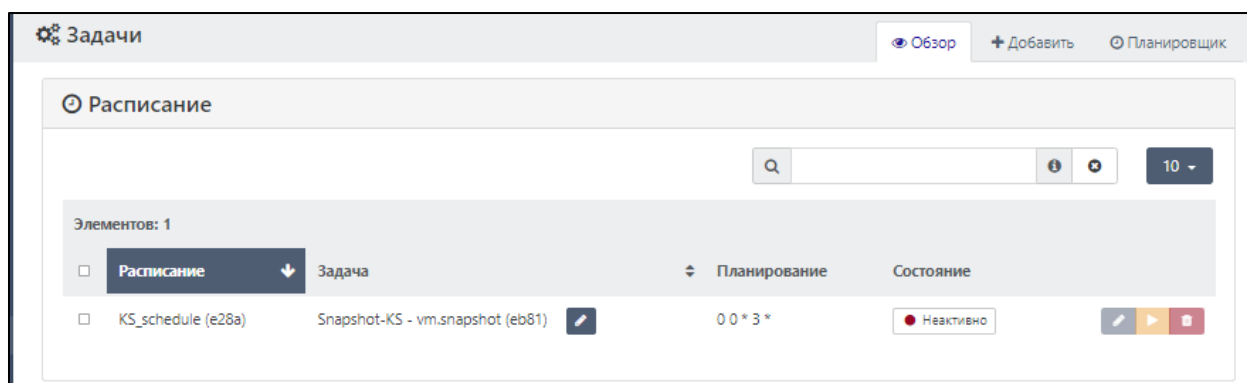 Задачи
Обзор Добавить Планировщик
Расписание
10
Элементов: 1
Расписание Задача Планирование Состояние
KS_schedule (e28a) Snapshot-KS - vm.snapshot (eb81) 0 0 * 3 * Неактивно